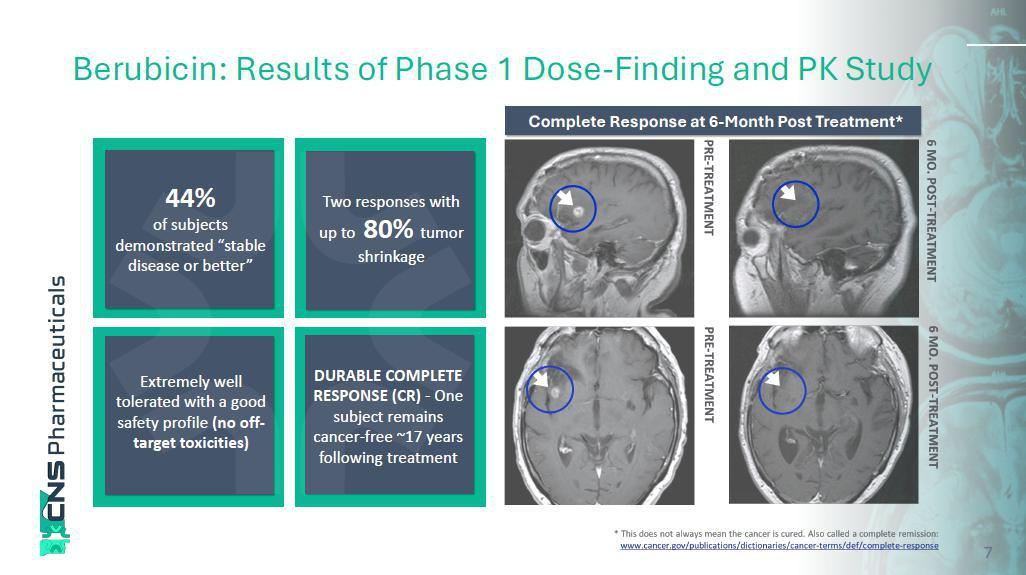 AHL
Berubicin: Results of Phase 1 Dose-Finding and PK Study
44%
of subjects
demonstrated “stable
disease or better”
Two responses with
up to 80% tumor
shrinkage
Extremely well
tolerated with a good
safety profile (no off-
target toxicities)
DURABLE COMPLETE
RESPONSE (CR) - One
subject remains
cancer-free ~17 years
following treatment
Complete Response at 6-Month Post Treatment*
PRE-TREATMENT
6 MO. POST-TREATMENT
PRE-TREATMENT
6 MO. POST-TREATMENT
AHL
CNS Pharmaceuticals
* This does not always mean the cancer is cured. Also called a complete remission:
www.cancer.gov/publications/dictionaries/cancer-terms/def/complete-response
7